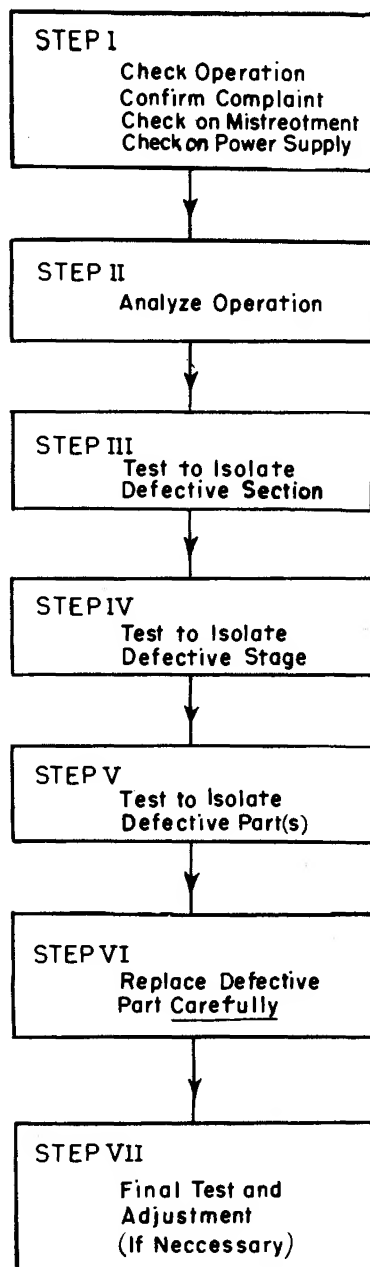 STEP I
Check Operation
Confirm Complaint
Check on Mistreotment
Check on Power Supply
STEP II
Analyze Operation
STEP III
Test to Isolate
Defective Section
STEP IV
Test to Isolate
Defective Stage
STEP V
Test to Isolate
Defective Part(s)
STEP VI
Replace Defective
Part Carefully
STEP VII
Final Test and
Adjustment
(If Neccessary)